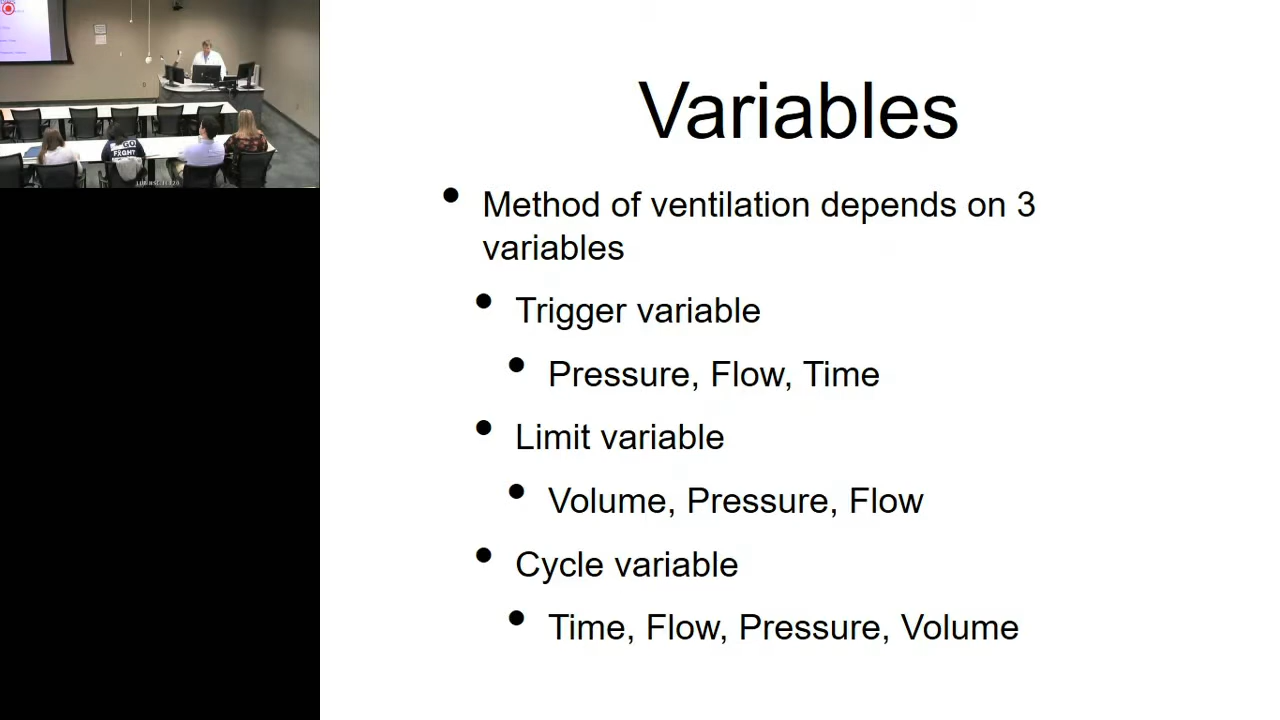 Variables
Method of ventilation depends on 3
variables
Trigger variable
Pressure, Flow, Time
Limit variable
Volume, Pressure, Flow
Cycle variable
Time, Flow, Pressure, Volume